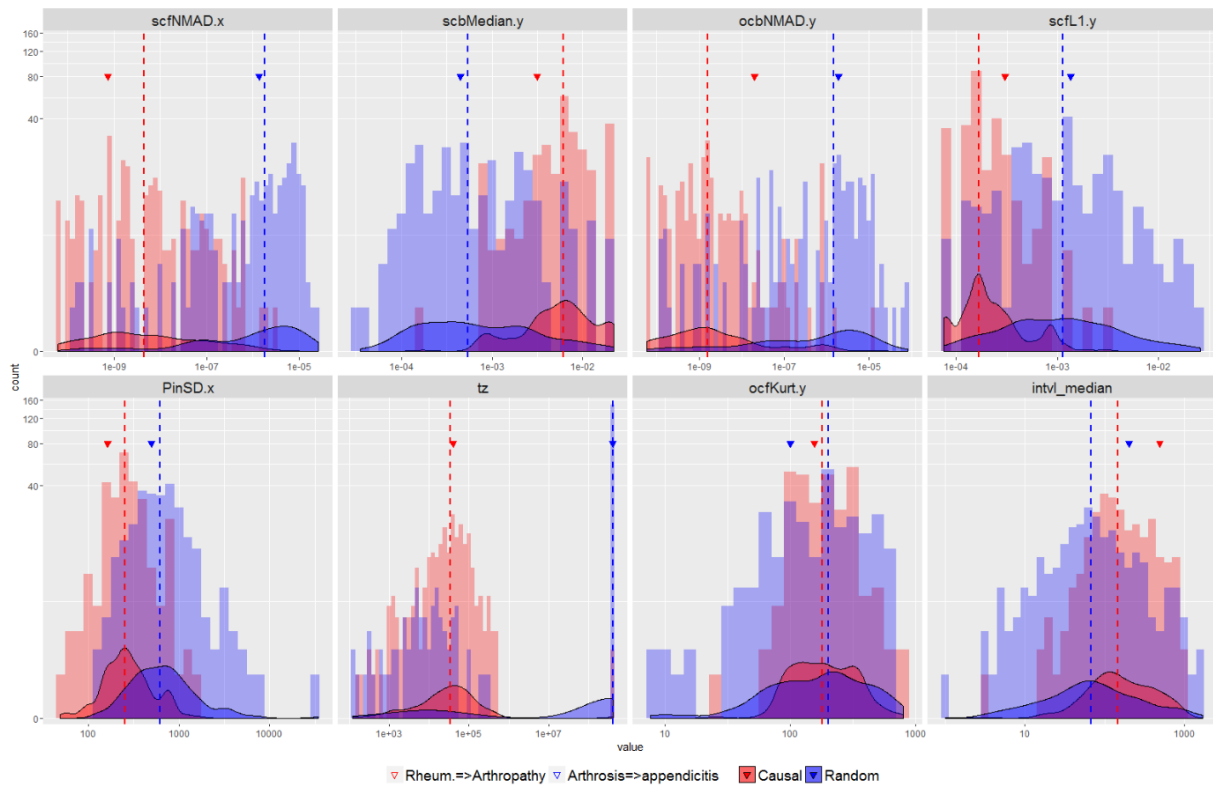 scfNMAD.x scbMedian.y ocbNMAD.y scfL1.y
160
120
80
40
0
1e-09 1e-07 1e-05 1e-04 1e-03 1e-02 1e-09 1e-07 1e-05 1e-04 1e-03 1e-02
count
PinSD.x tz ocfKurt.y intvl_median
160
120
80
40
0
100 1000 10000 1e+03 1e+05 1e+07 10 100 1000 10 1000
value
Rheum.=>Arthropathy Arthrosis=>appendicitis Causal Random